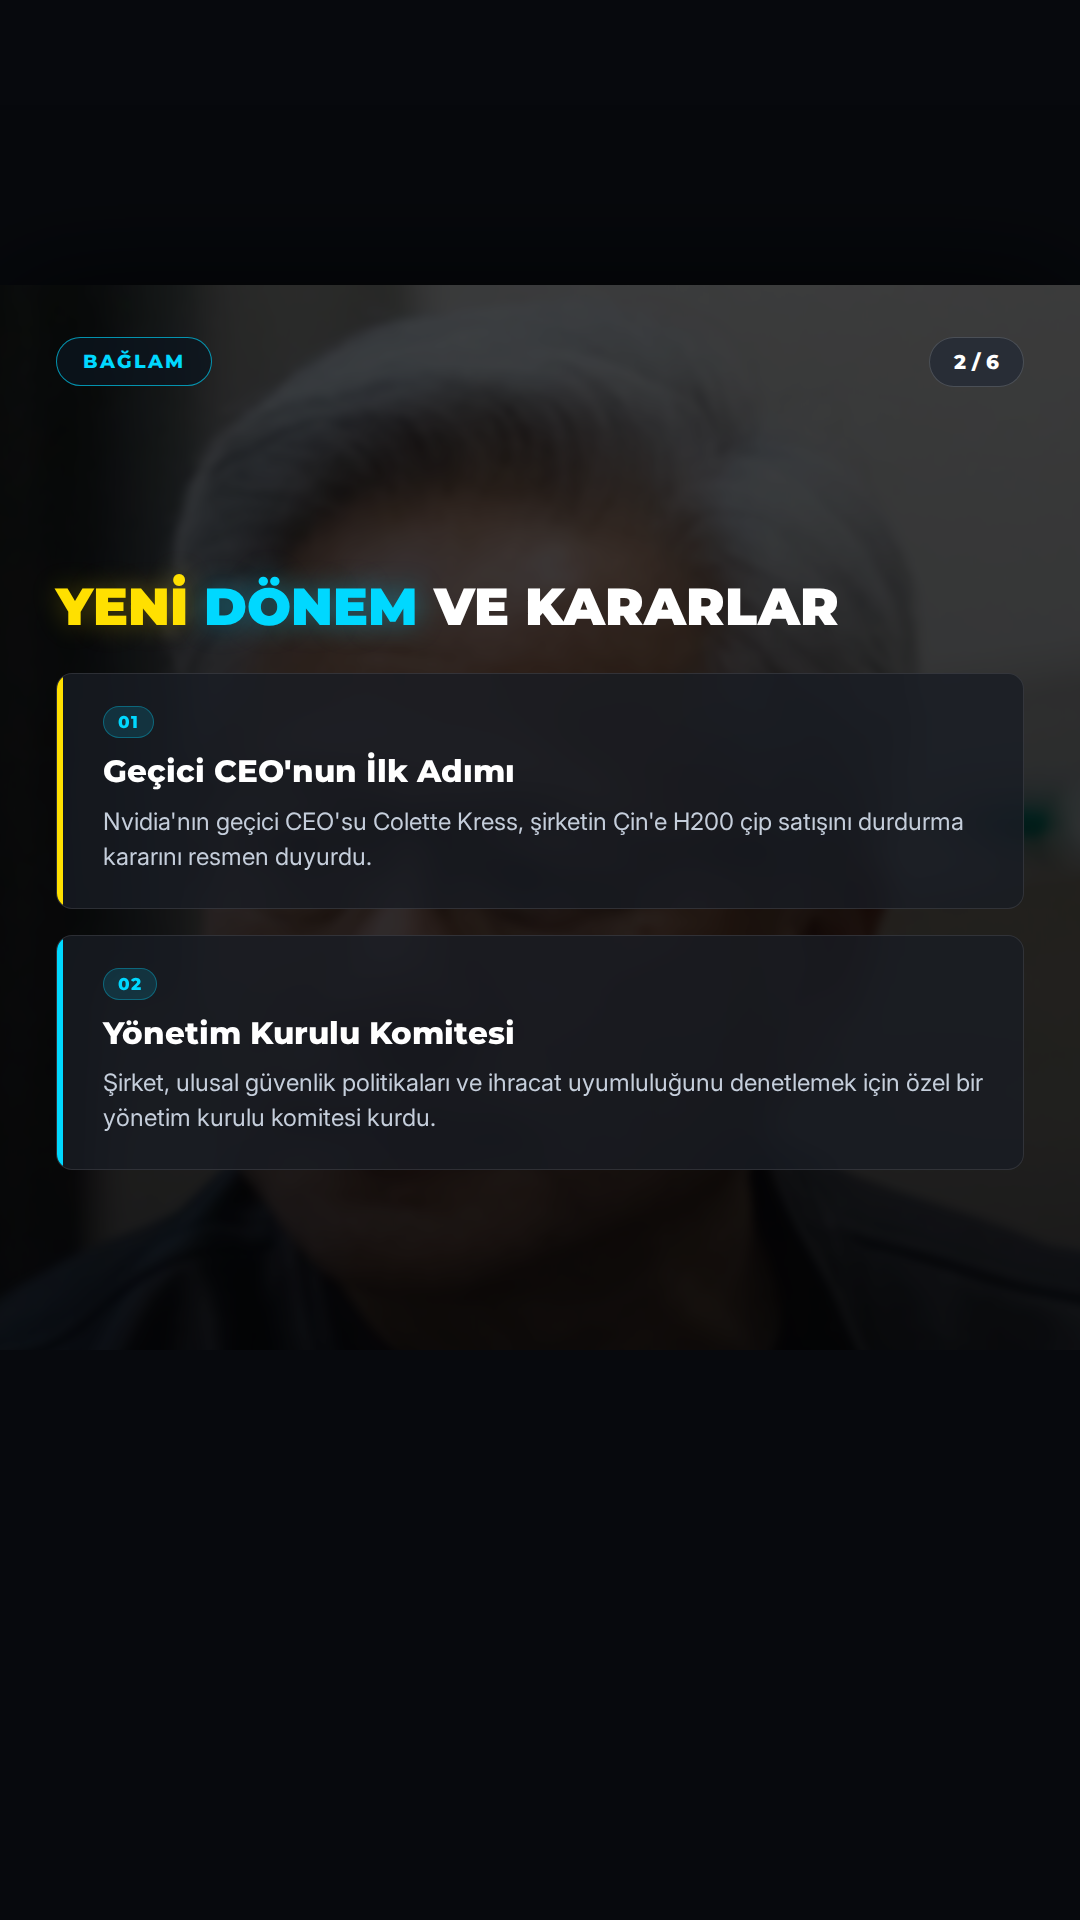 BAĞLAM
2 / 6
YENİ DÖNEM VE KARARLAR
01
Geçici CEO'nun İlk Adımı
Nvidia'nın geçici CEO'su Colette Kress, şirketin Çin'e H200 çip satışını durdurma
kararını resmen duyurdu.
02
Yönetim Kurulu Komitesi
Şirket, ulusal güvenlik politikaları ve ihracat uyumluluğunu denetlemek için özel bir
yönetim kurulu komitesi kurdu.